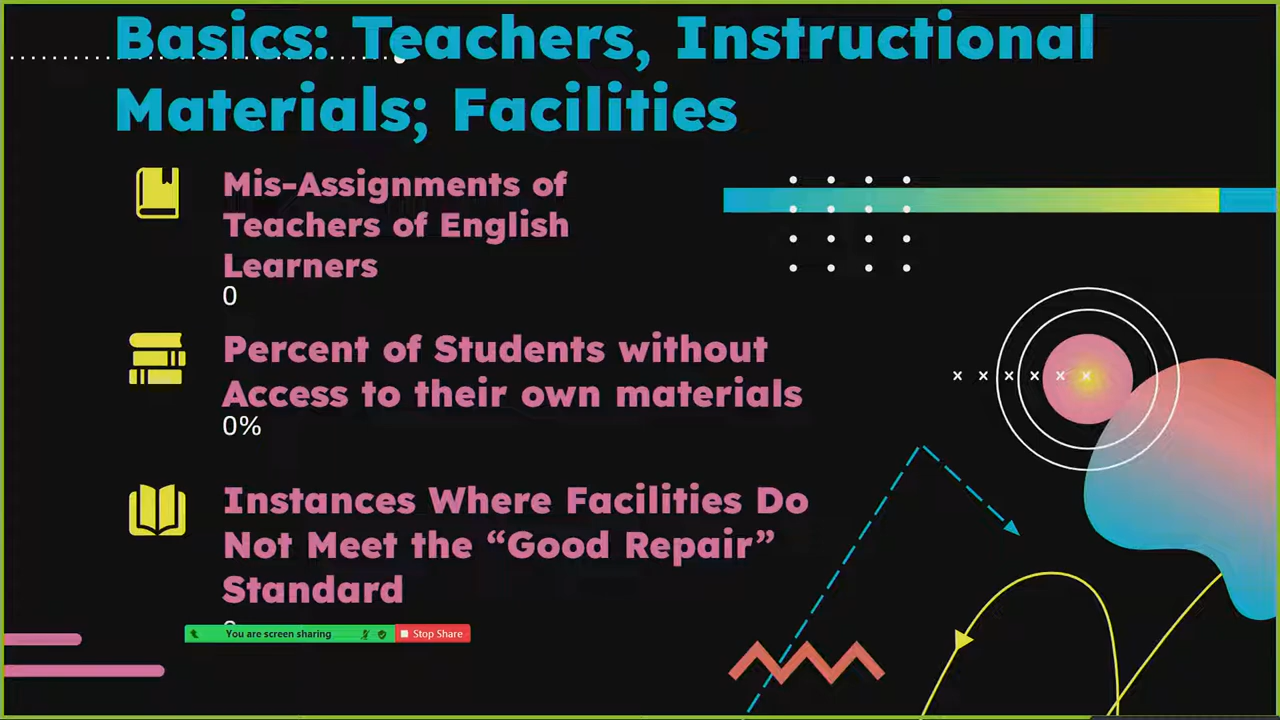 Basics: Teachers, Instructional
Materials; Facilities
Mis-Assignments of
Teachers of English
Learners
0
Percent of Students without
Access to their own materials
0%
Instances Where Facilities Do
Not Meet the “Good Repair”
Standard
You are screen sharing
Stop Share